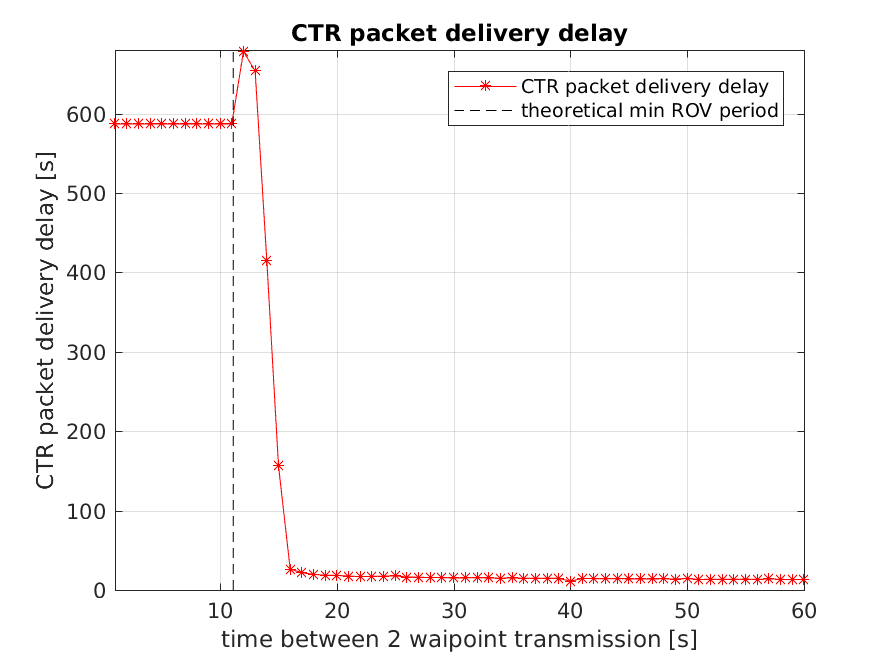 CTR packet delivery delay
CTR packet delivery delay
theoretical min ROV period
CTR packet delivery delay [s]
600
500
400
300
200
100
0
10 20 30 40 50 60
time between 2 waipoint transmission [s]